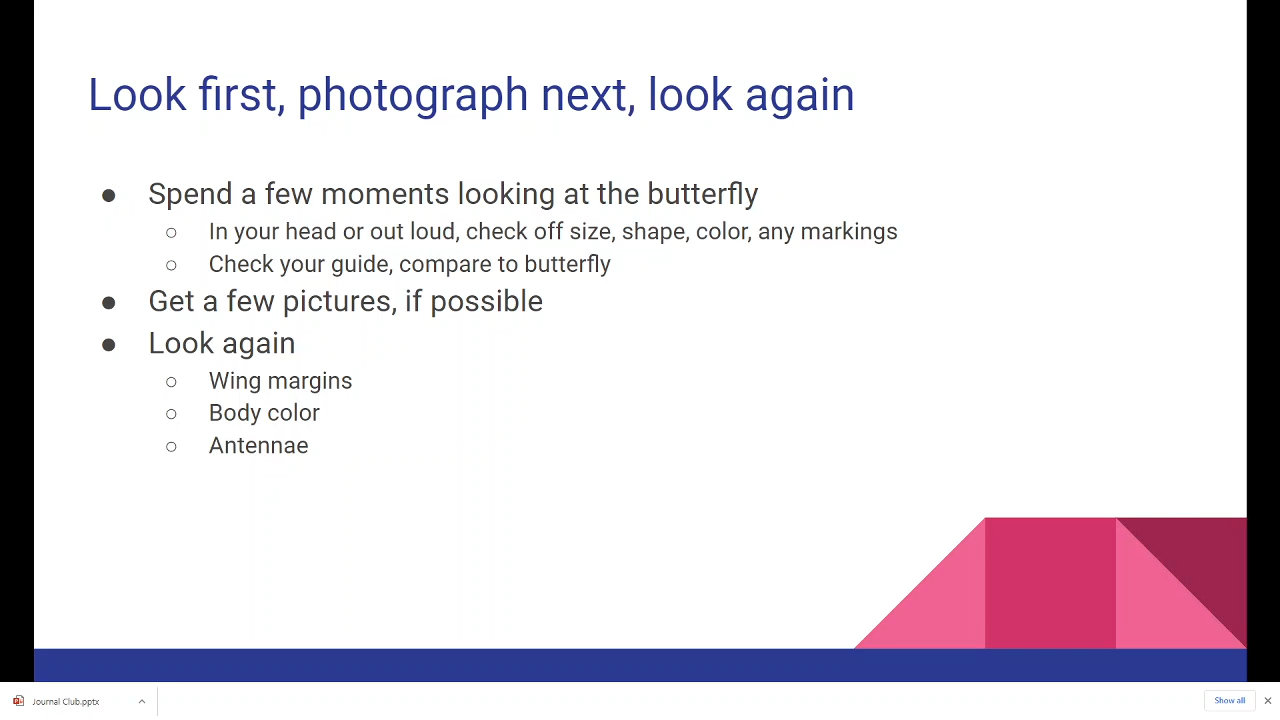 Look first, photograph next, look again
● Spend a few moments looking at the butterfly
○ In your head or out loud, check off size, shape, color, any markings
○ Check your guide, compare to butterfly
● Get a few pictures, if possible
● Look again
○ Wing margins
○ Body color
○ Antennae
Journal Club.pptx
Show all